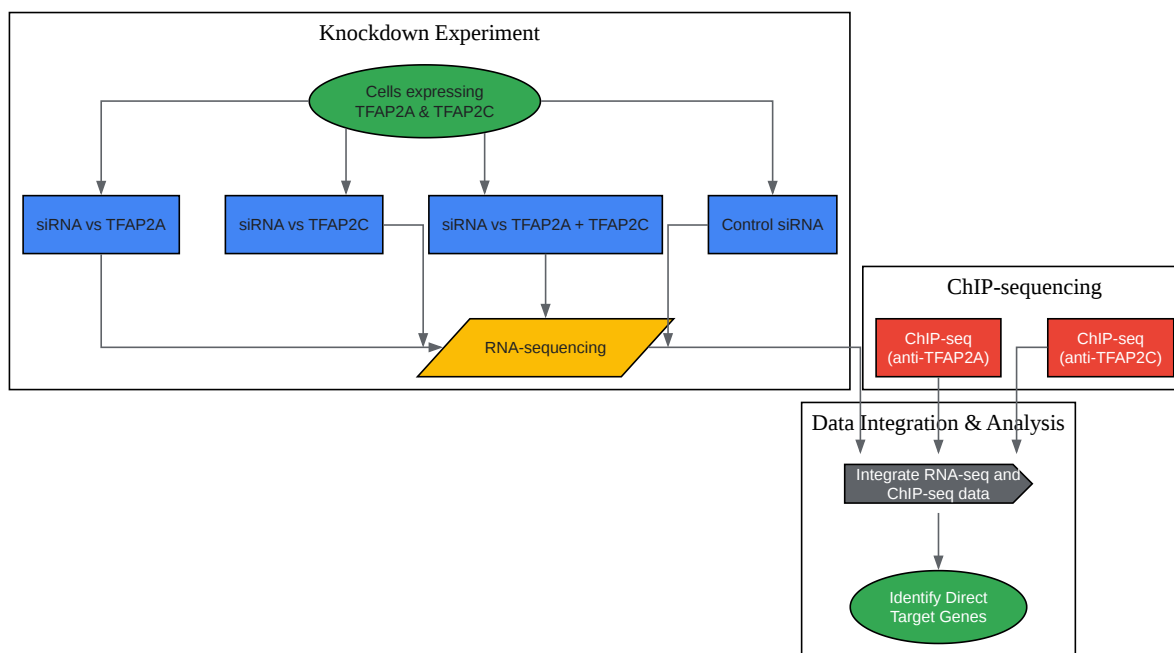 Knockdown Experiment
Cells expressing
TFAP2A & TFAP2C
siRNA vs TFAP2A
siRNA vs TFAP2C
siRNA vs TFAP2A + TFAP2C
Control siRNA
RNA-sequencing
ChIP-sequencing
ChIP-seq
(anti-TFAP2A)
ChIP-seq
(anti-TFAP2C)
Data Integration & Analysis
Integrate RNA-seq and
ChIP-seq data
Identify Direct
Target Genes